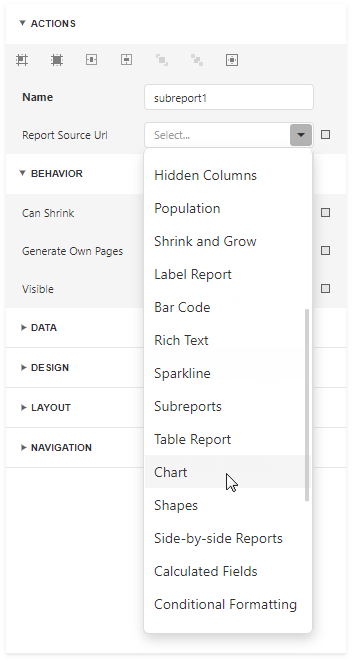 ACTIONS
Name
subreport1
Report Source Url
Select...
BEHAVIOR
Can Shrink
Generate Own Pages
Visible
DATA
DESIGN
LAYOUT
NAVIGATION
Hidden Columns
Population
Shrink and Grow
Label Report
Bar Code
Rich Text
Sparkline
Subreports
Table Report
Chart
Shapes
Side-by-side Reports
Calculated Fields
Conditional Formatting